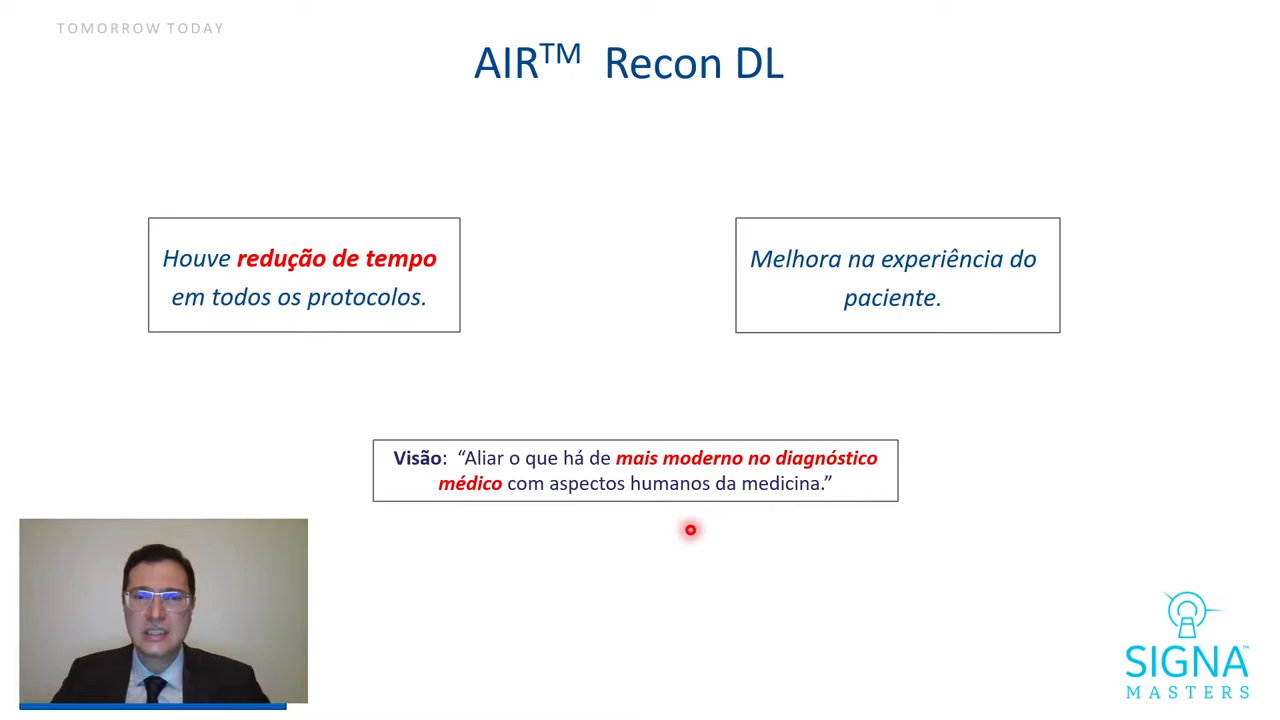 TOMORROW TODAY
AIR™ Recon DL
Houve redução de tempo
em todos os protocolos.
Melhora na experiência do
paciente.
Visão: “Aliar o que há de mais moderno no diagnóstico
médico com aspectos humanos da medicina.”
SIGNA™
MASTERS